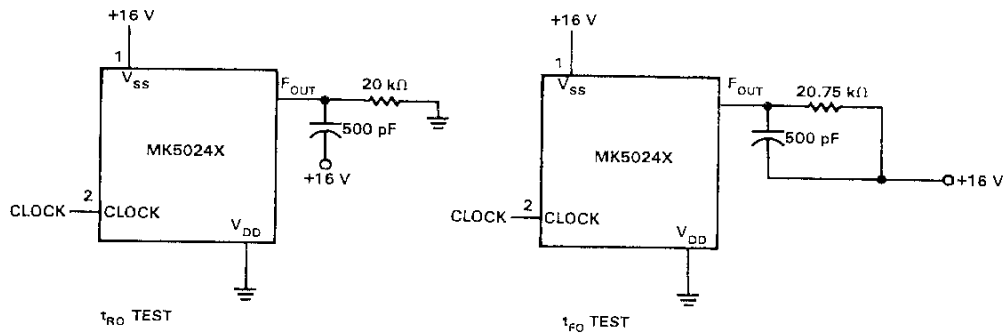 +16 V
1
V_SS
F_OUT
20 kΩ
500 pF
+16 V
MK5024X
2
CLOCK
CLOCK
V_DD
t_RO TEST
+16 V
1
V_SS
F_OUT
20.75 kΩ
500 pF
+16 V
MK5024X
2
CLOCK
CLOCK
V_DD
t_FO TEST